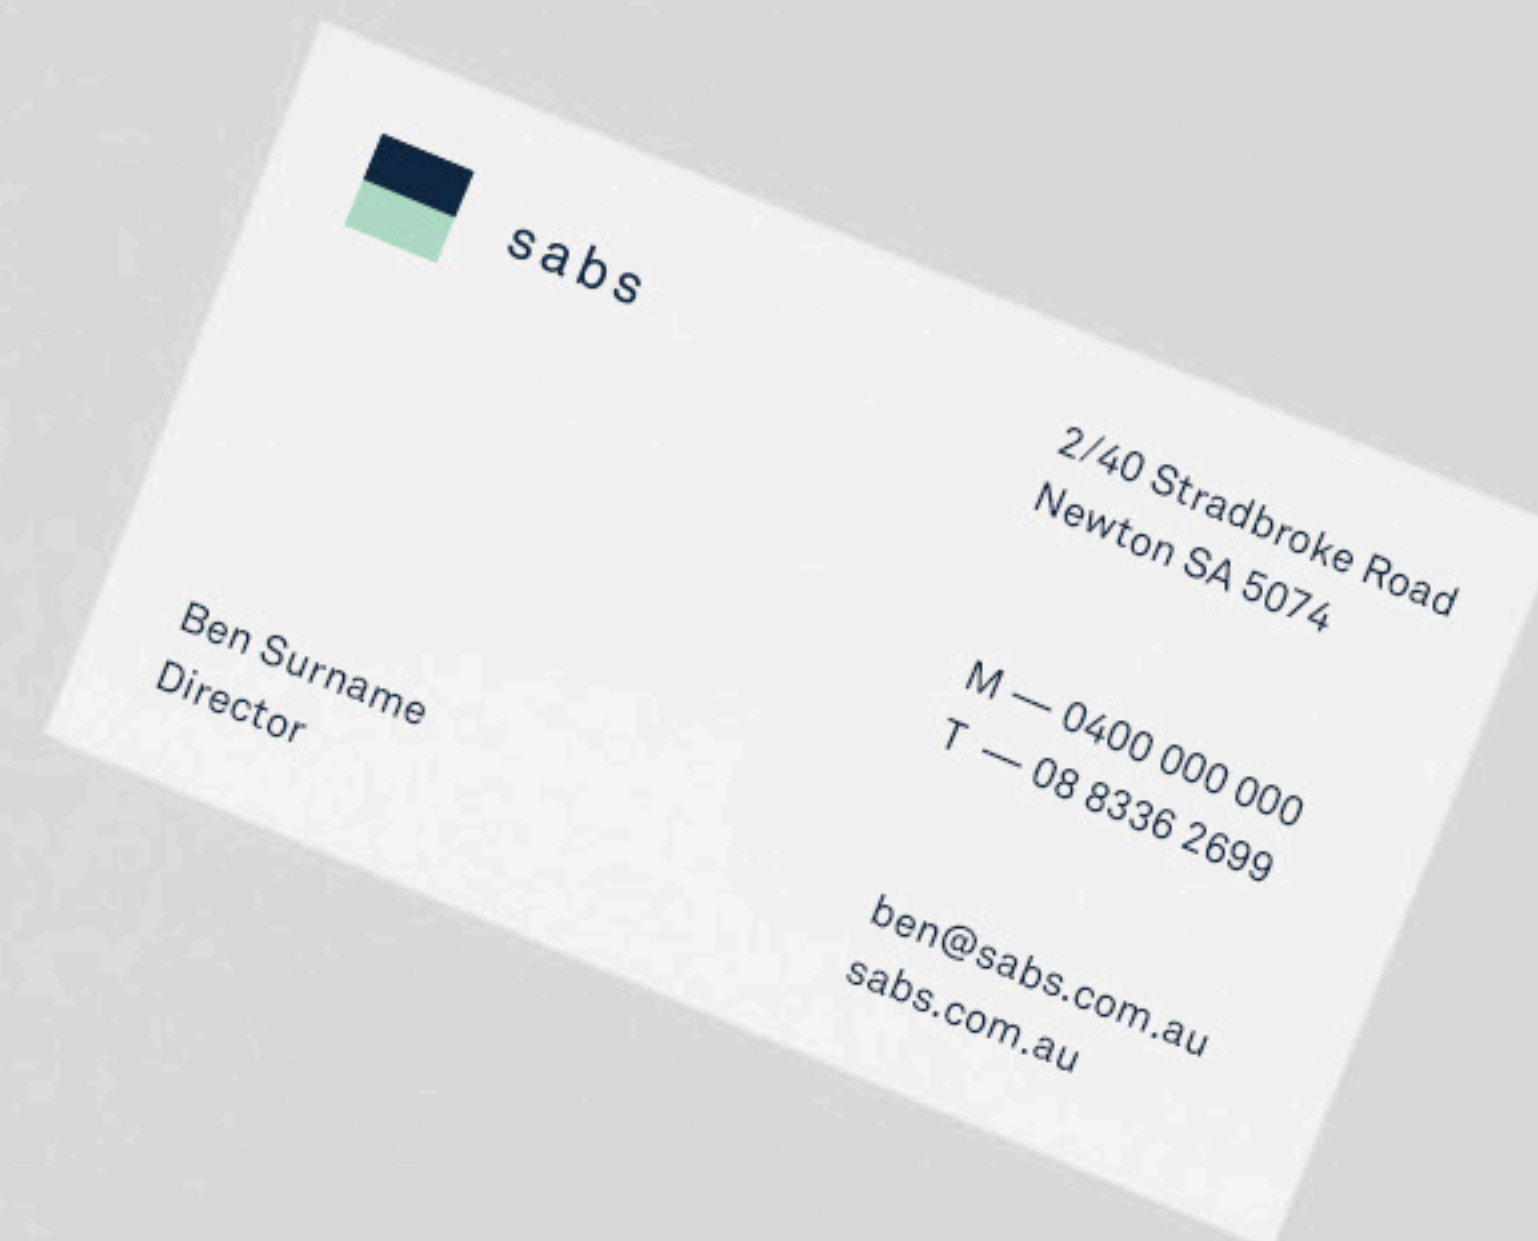 sabs
2/40 Stradbroke Road
Newton SA 5074
M — 0400 000 000
T — 08 8336 2699
ben@sabs.com.au
sabs.com.au
Ben Surname
Director